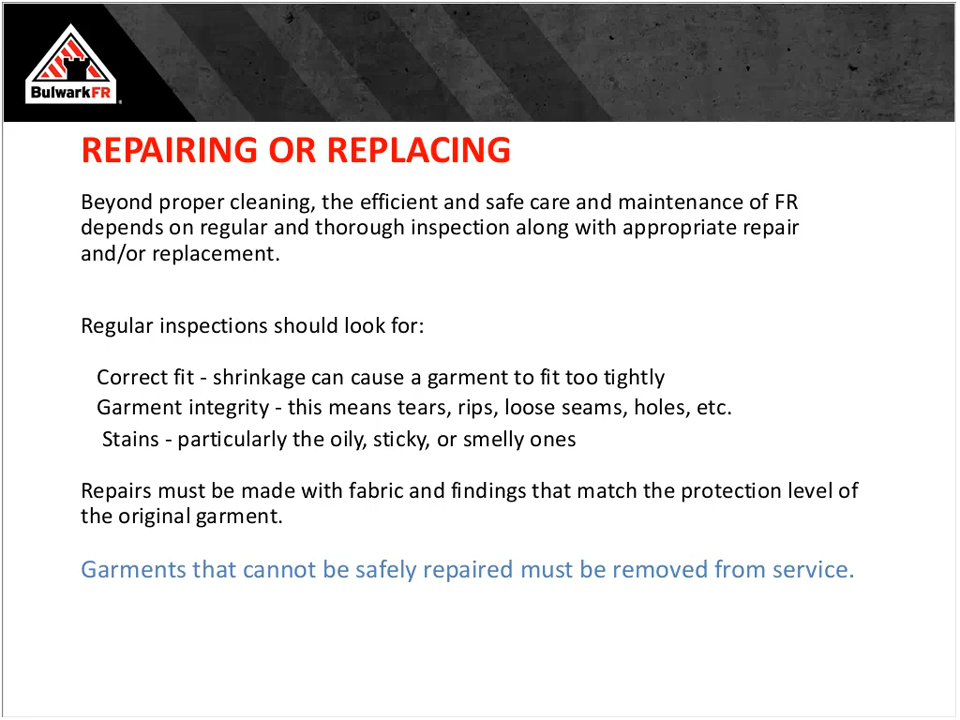 BulwarkFR
REPAIRING OR REPLACING
Beyond proper cleaning, the efficient and safe care and maintenance of FR
depends on regular and thorough inspection along with appropriate repair
and/or replacement.
Regular inspections should look for:
Correct fit - shrinkage can cause a garment to fit too tightly
Garment integrity - this means tears, rips, loose seams, holes, etc.
Stains - particularly the oily, sticky, or smelly ones
Repairs must be made with fabric and findings that match the protection level of
the original garment.
Garments that cannot be safely repaired must be removed from service.